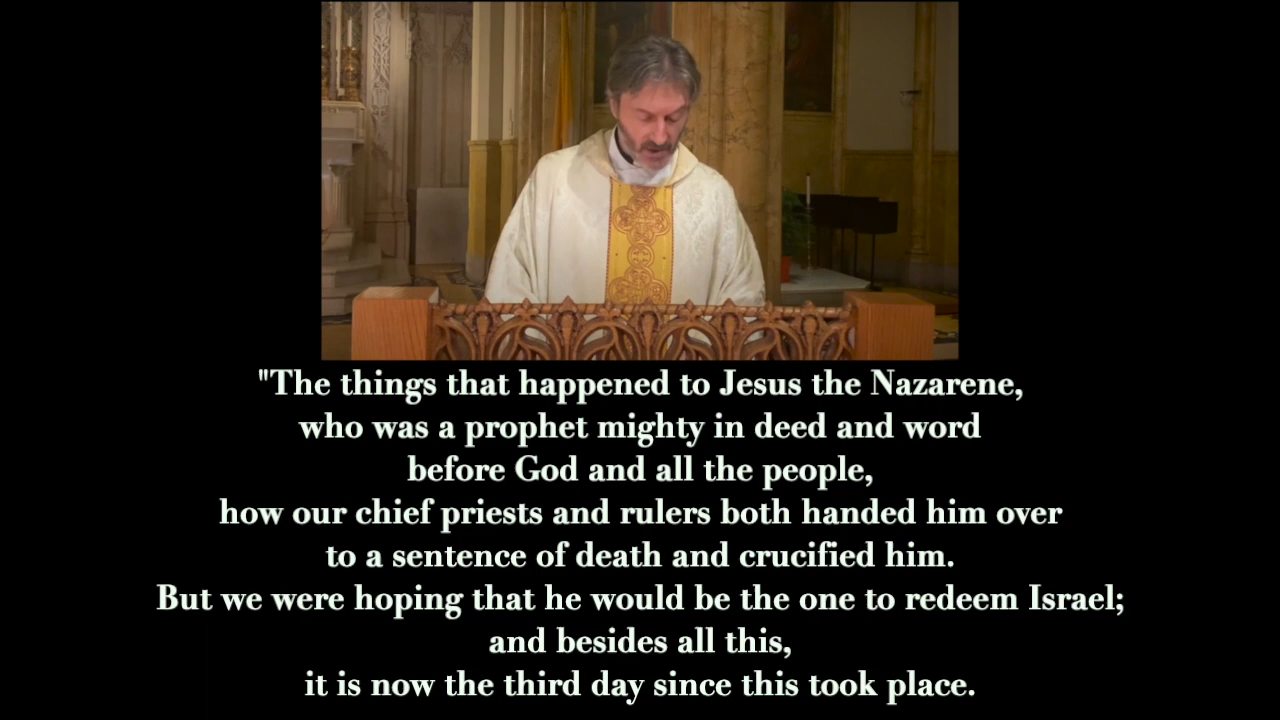 "The things that happened to Jesus the Nazarene,
who was a prophet mighty in deed and word
before God and all the people,
how our chief priests and rulers both handed him over
to a sentence of death and crucified him.
But we were hoping that he would be the one to redeem Israel;
and besides all this,
it is now the third day since this took place.